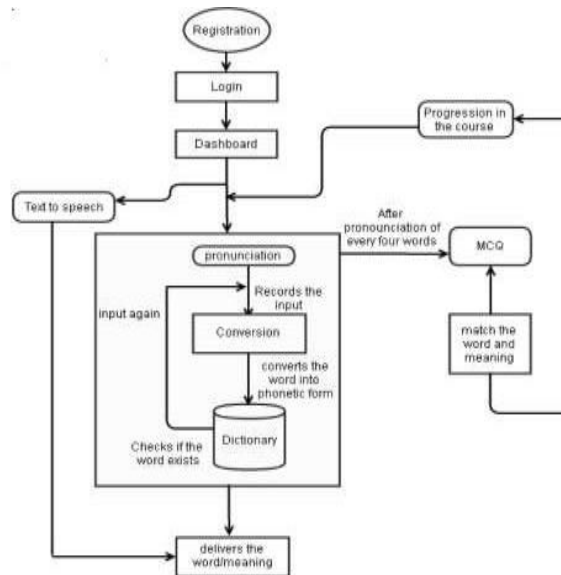 Registration
Login
Dashboard
Progression in
the course
Text to speech
After
pronounciation of
every four words
MCQ
pronunciation
input again
Records the
input
Conversion
match the
word and
meaning
converts the
word into
phonetic form
Checks if the
word exists
Dictionary
delivers the
word/meaning